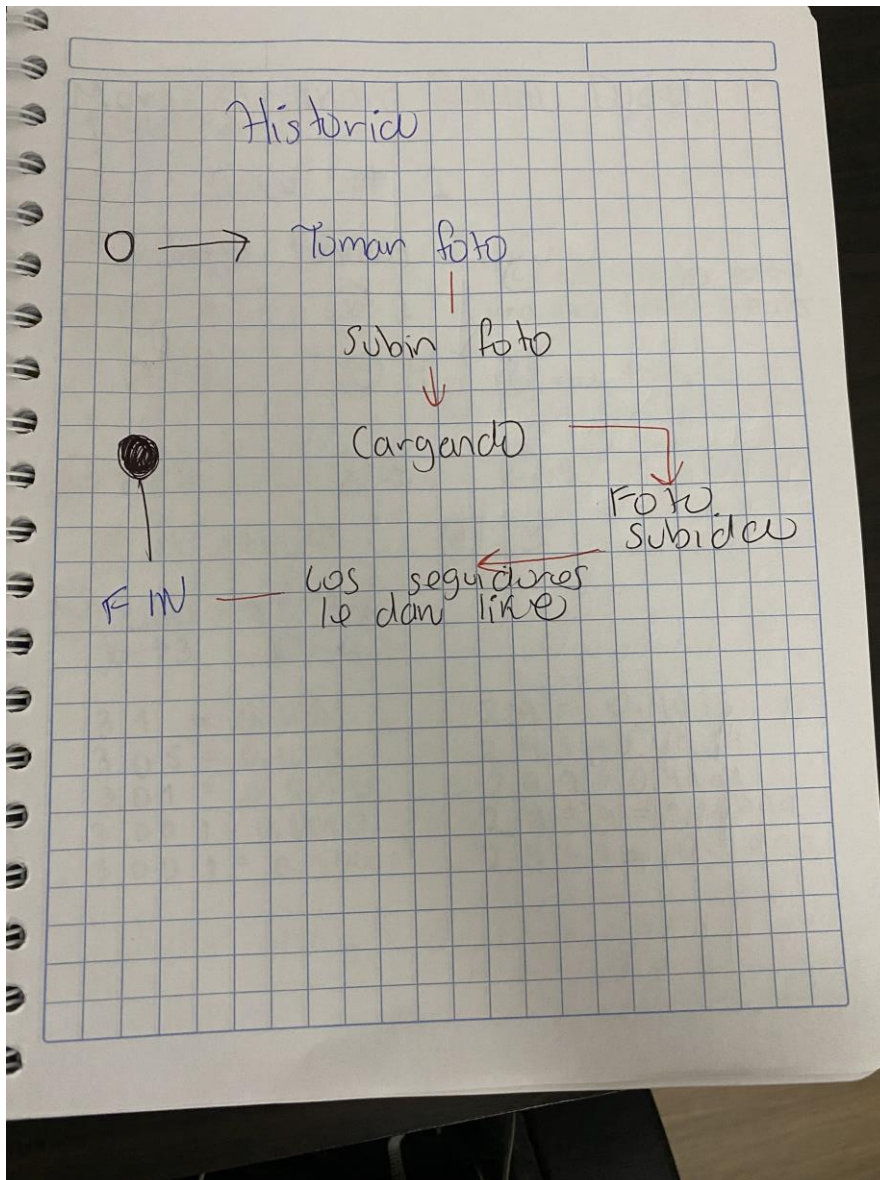 Historia
Tomar foto
Subir foto
Cargando
Foto
subida
Los seguidores
le dan like
FIN